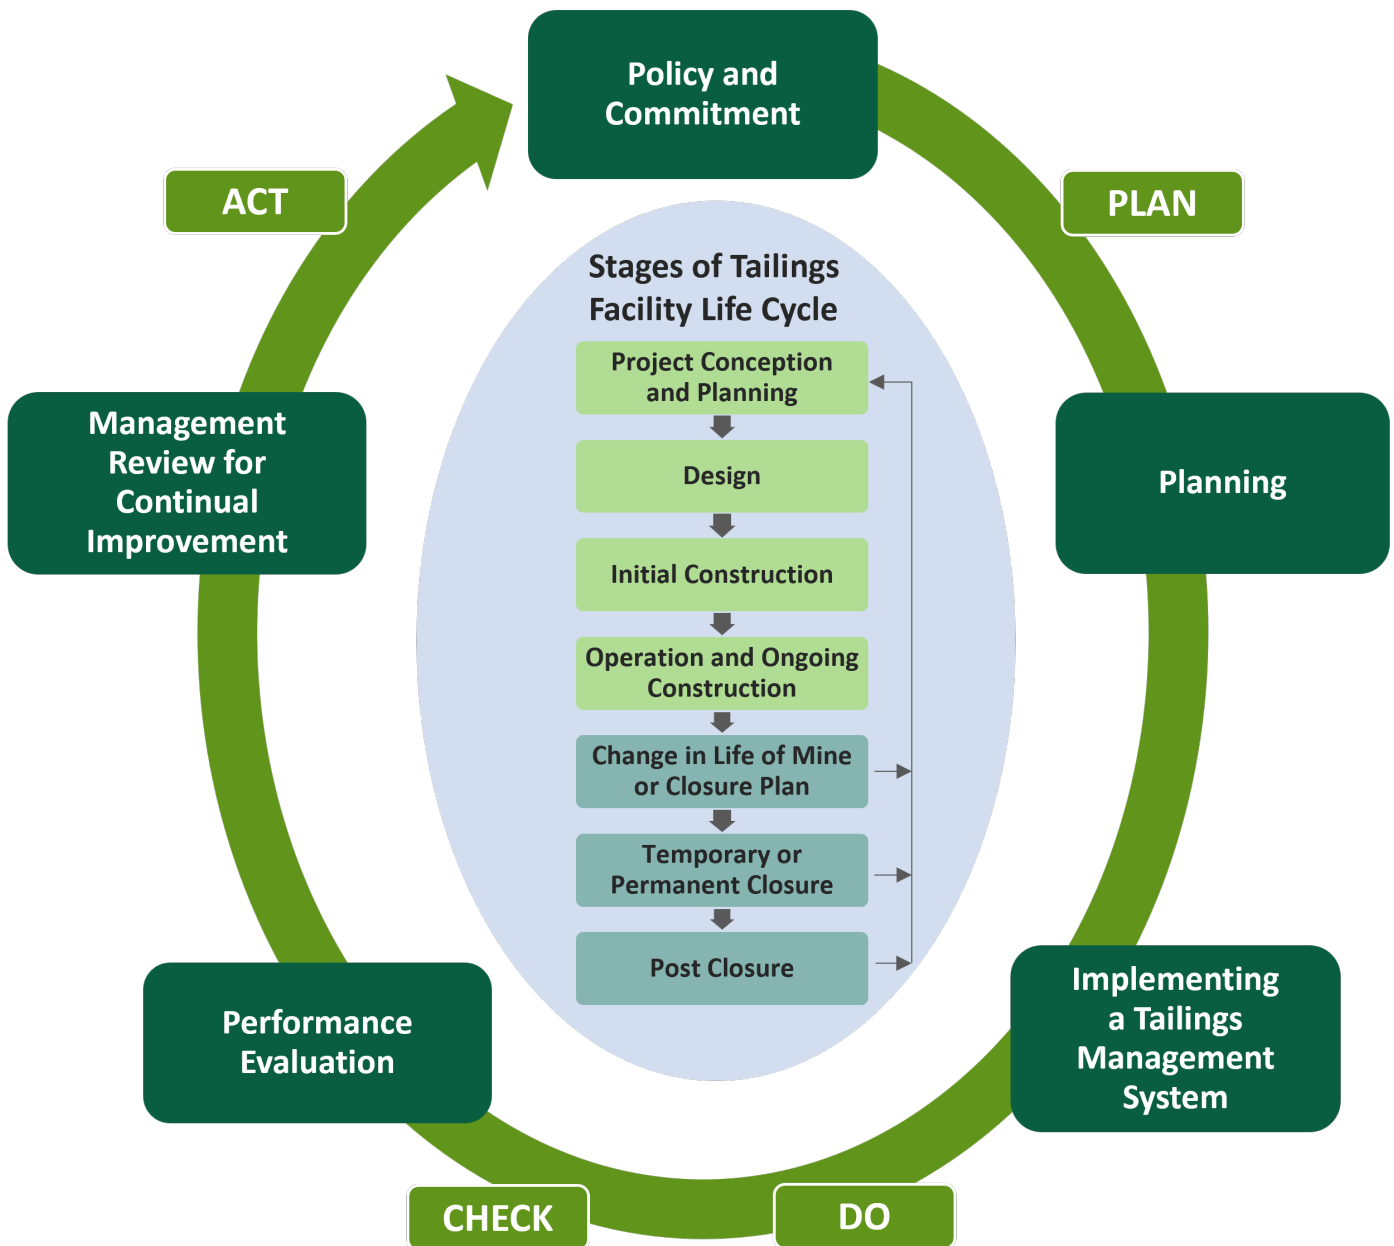 Policy and
Commitment
ACT
PLAN
Stages of Tailings
Facility Life Cycle
Project Conception
and Planning
Design
Initial Construction
Operation and Ongoing
Construction
Change in Life of Mine
or Closure Plan
Temporary or
Permanent Closure
Post Closure
Management
Review for
Continual
Improvement
Planning
Performance
Evaluation
Implementing
a Tailings
Management
System
CHECK
DO